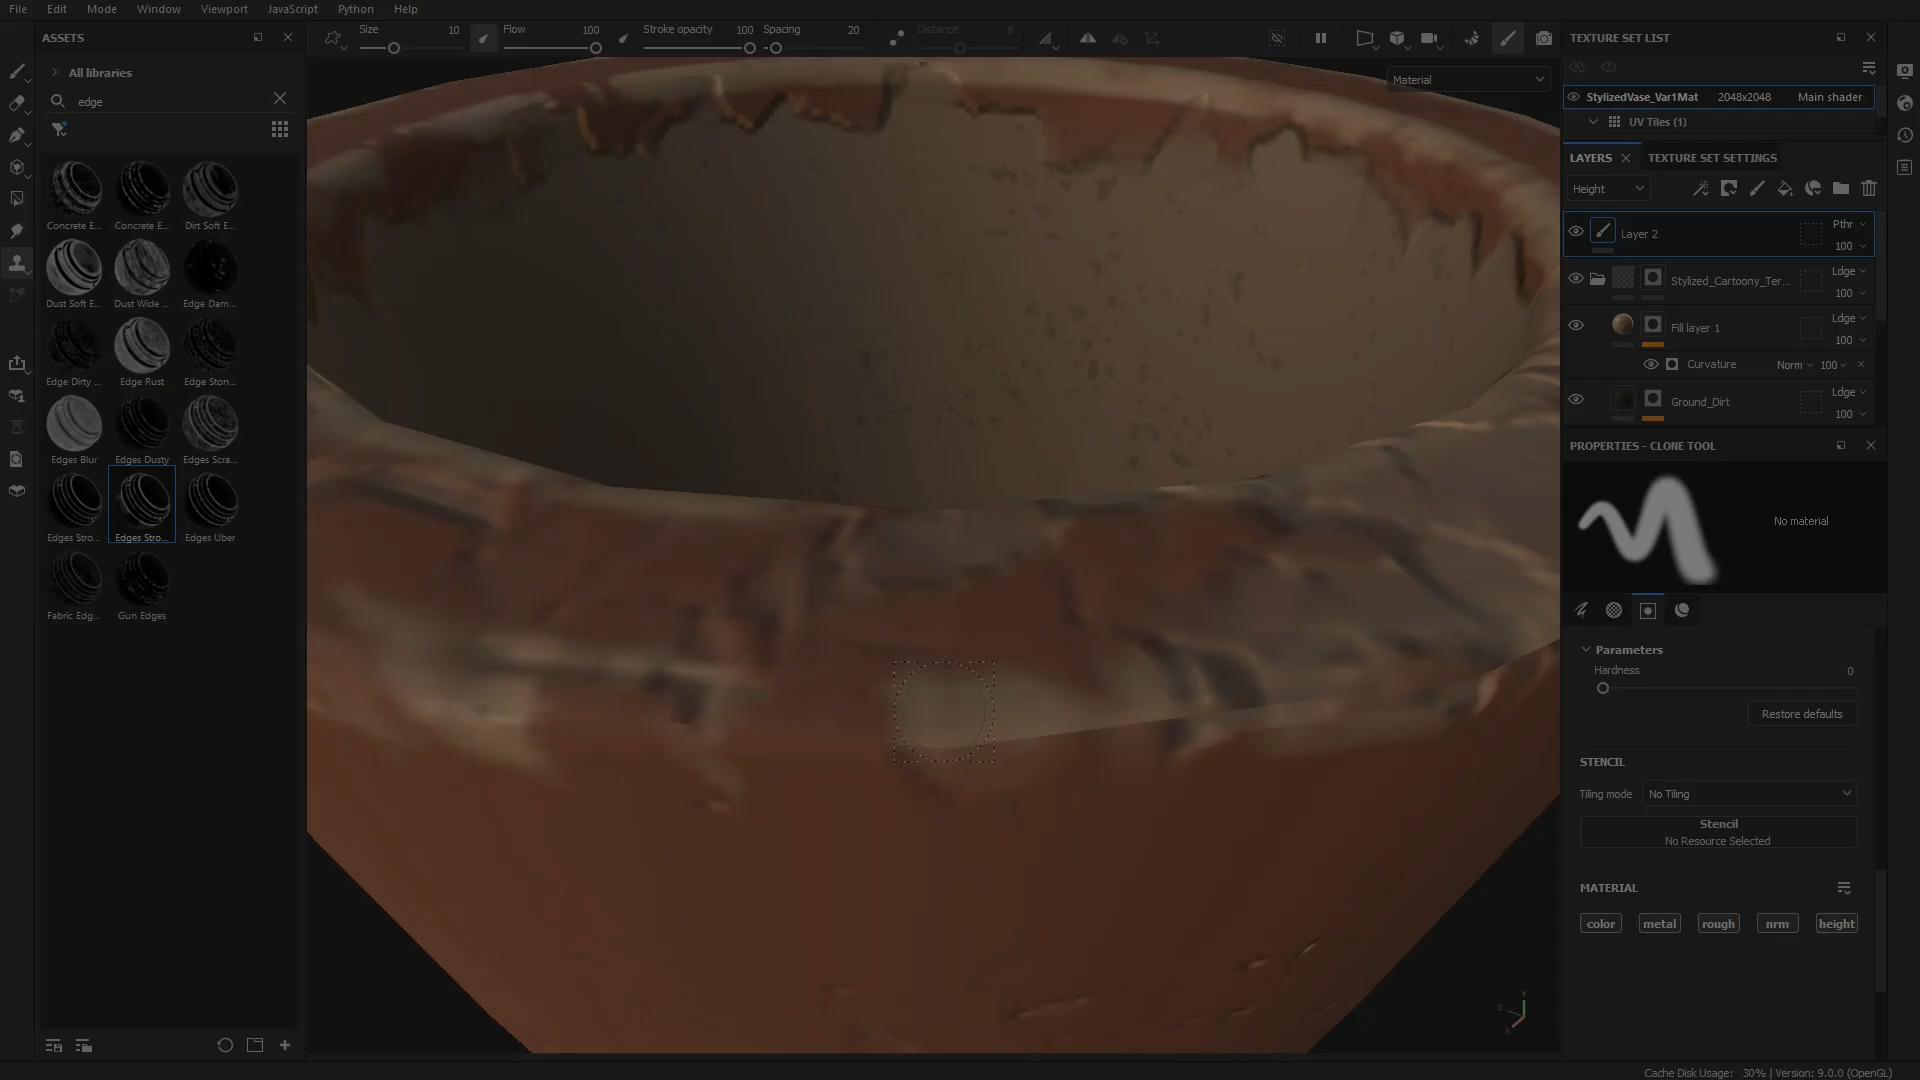 File Edit Mode Window Viewport JavaScript Python Help
ASSETS
Size 10 Flow 100 Stroke opacity 100 Spacing 20 Distance 8
All libraries
edge
Material
Concrete E... Concrete E... Dirt Soft E...
Dust Soft E... Dust Wide ... Edge Dam...
Edge Dirty ... Edge Rust Edge Ston...
Edges Blur Edges Dusty Edges Scra...
Edges Stro... Edges Stro... Edges Uber
Fabric Edg... Gun Edges
TEXTURE SET LIST
StylizedVase_Var1Mat 2048x2048 Main shader
UV Tiles (1)
LAYERS TEXTURE SET SETTINGS
Height
Layer 2 Pthr 100
Stylized_Cartoony_Ter... Ldge 100
Fill layer 1 Ldge 100
Curvature Norm 100
Ground_Dirt Ldge 100
PROPERTIES - CLONE TOOL
No material
Parameters
Hardness 0
Restore defaults
STENCIL
Tiling mode No Tiling
Stencil
No Resource Selected
MATERIAL
color metal rough nrm height
Y
Z
X
Cache Disk Usage: 30% | Version: 9.0.0 (OpenGL)